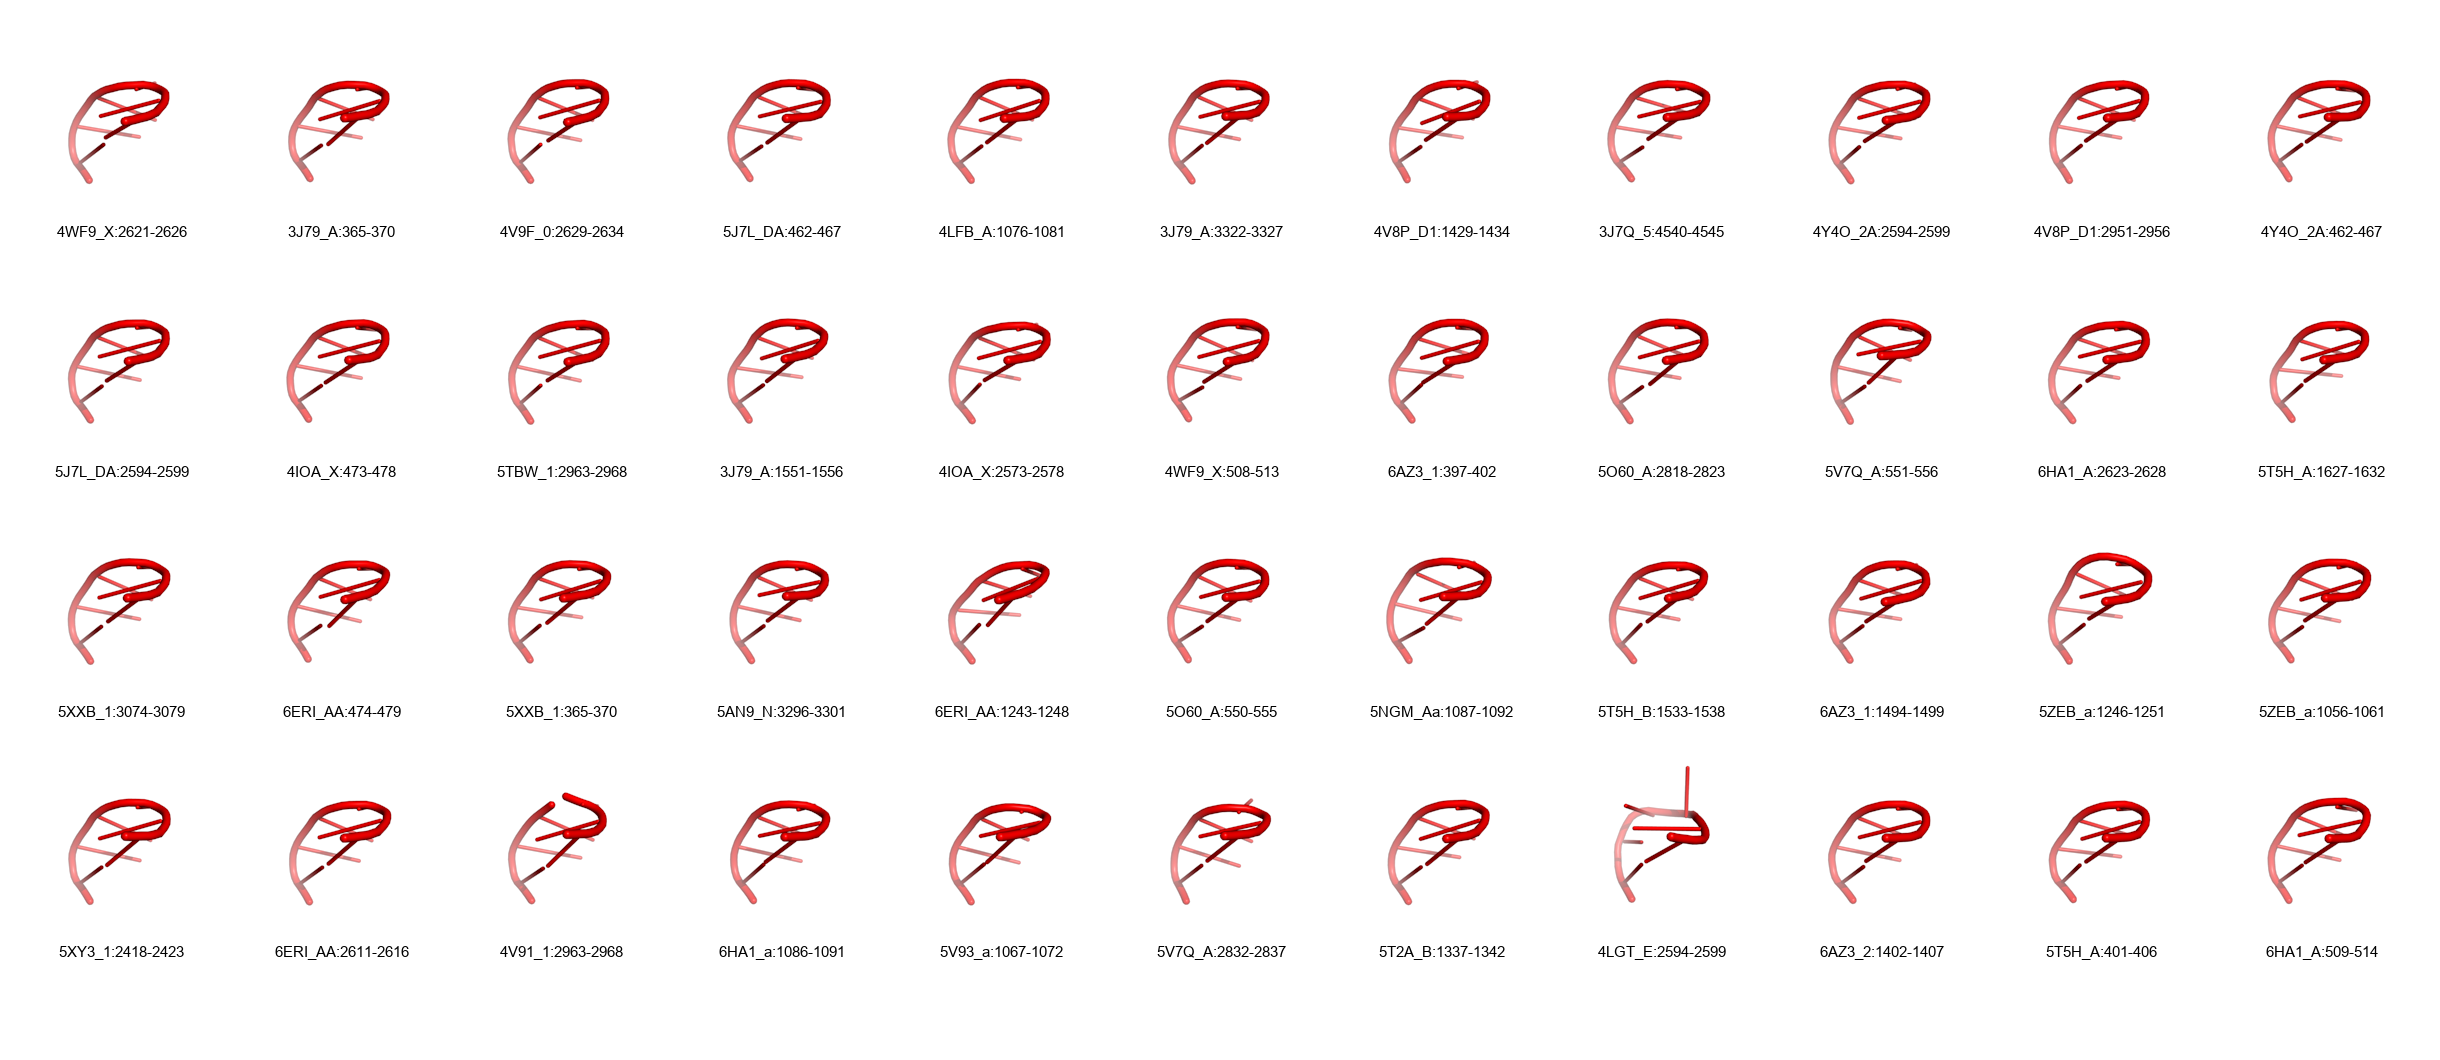 4WF9_X:2621-2626 3J79_A:365-370 4V9F_0:2629-2634 5J7L_DA:462-467 4LFB_A:1076-1081 3J79_A:3322-3327 4V8P_D1:1429-1434 3J7Q_5:4540-4545 4Y4O_2A:2594-2599 4V8P_D1:2951-2956 4Y4O_2A:462-467
5J7L_DA:2594-2599 4IOA_X:473-478 5TBW_1:2963-2968 3J79_A:1551-1556 4IOA_X:2573-2578 4WF9_X:508-513 6AZ3_1:397-402 5O60_A:2818-2823 5V7Q_A:551-556 6HA1_A:2623-2628 5T5H_A:1627-1632
5XXB_1:3074-3079 6ERI_AA:474-479 5XXB_1:365-370 5AN9_N:3296-3301 6ERI_AA:1243-1248 5O60_A:550-555 5NGM_Aa:1087-1092 5T5H_B:1533-1538 6AZ3_1:1494-1499 5ZEB_a:1246-1251 5ZEB_a:1056-1061
5XY3_1:2418-2423 6ERI_AA:2611-2616 4V91_1:2963-2968 6HA1_a:1086-1091 5V93_a:1067-1072 5V7Q_A:2832-2837 5T2A_B:1337-1342 4LGT_E:2594-2599 6AZ3_2:1402-1407 5T5H_A:401-406 6HA1_A:509-514